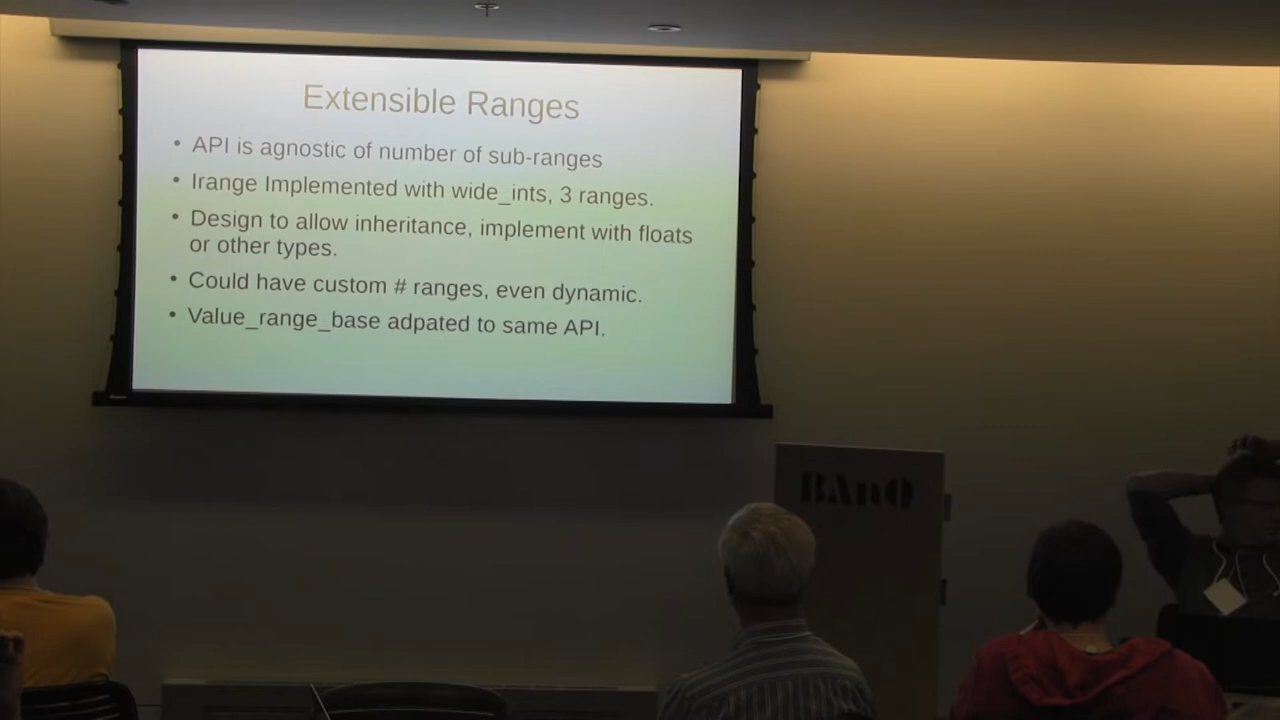 Extensible Ranges
• API is agnostic of number of sub-ranges
• Irange Implemented with wide_ints, 3 ranges.
• Design to allow inheritance, implement with floats
or other types.
• Could have custom # ranges, even dynamic.
• Value_range_base adpated to same API.
BAnQ